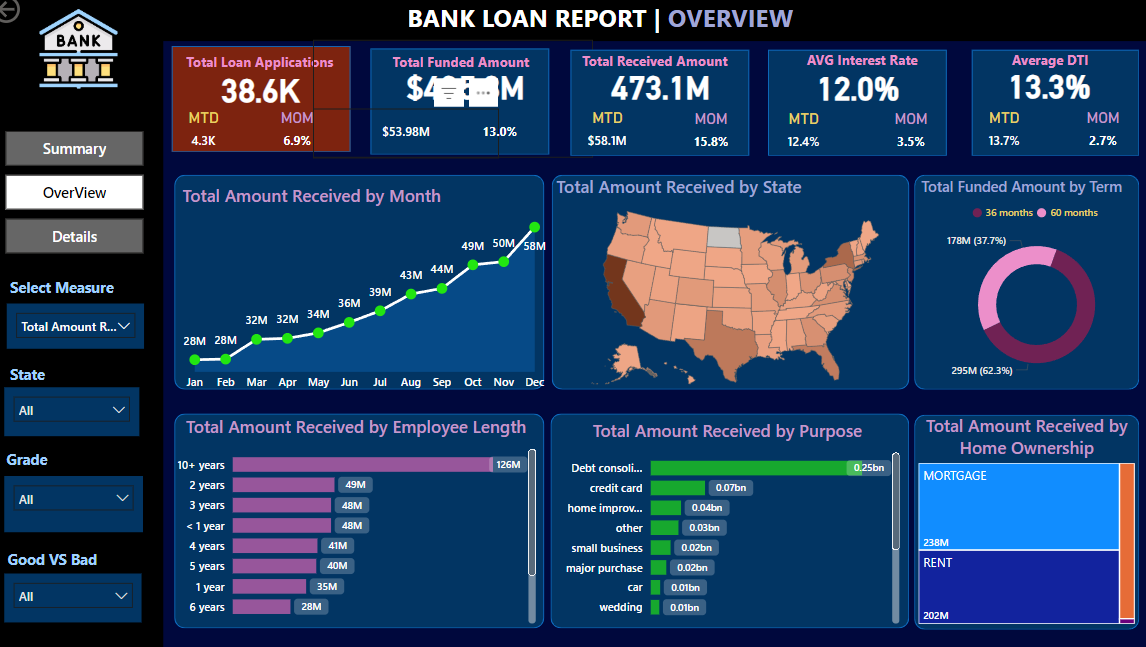 BANK LOAN REPORT | OVERVIEW
BANK
Summary
OverView
Details
Select Measure
Total Amount R...
State
All
Grade
All
Good VS Bad
All
Total Loan Applications
38.6K
MTD
MOM
4.3K
6.9%
Total Funded Amount
$53.98M
13.0%
Total Received Amount
473.1M
MTD
MOM
$58.1M
15.8%
AVG Interest Rate
12.0%
MTD
MOM
12.4%
3.5%
Average DTI
13.3%
MTD
MOM
13.7%
2.7%
Total Amount Received by Month
28M
28M
32M
32M
34M
36M
39M
43M
44M
49M
50M
58M
Jan
Feb
Mar
Apr
May
Jun
Jul
Aug
Sep
Oct
Nov
Dec
Total Amount Received by State
Total Funded Amount by Term
36 months
60 months
178M (37.7%)
295M (62.3%)
Total Amount Received by Employee Length
10+ years 126M
2 years 49M
3 years 48M
< 1 year 48M
4 years 41M
5 years 40M
1 year 35M
6 years 28M
Total Amount Received by Purpose
Debt consoli... 0.25bn
credit card 0.07bn
home improv... 0.04bn
other 0.03bn
small business 0.02bn
major purchase 0.02bn
car 0.01bn
wedding 0.01bn
Total Amount Received by
Home Ownership
MORTGAGE
238M
RENT
202M